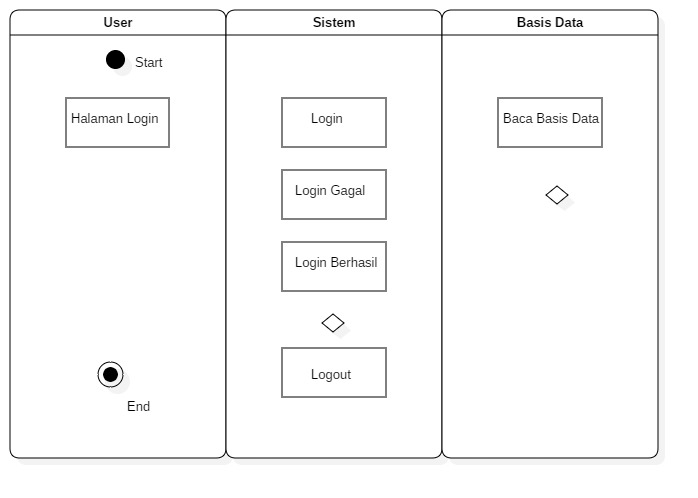 User
Sistem
Basis Data
Start
Halaman Login
Login
Baca Basis Data
Login Gagal
Login Berhasil
Logout
End